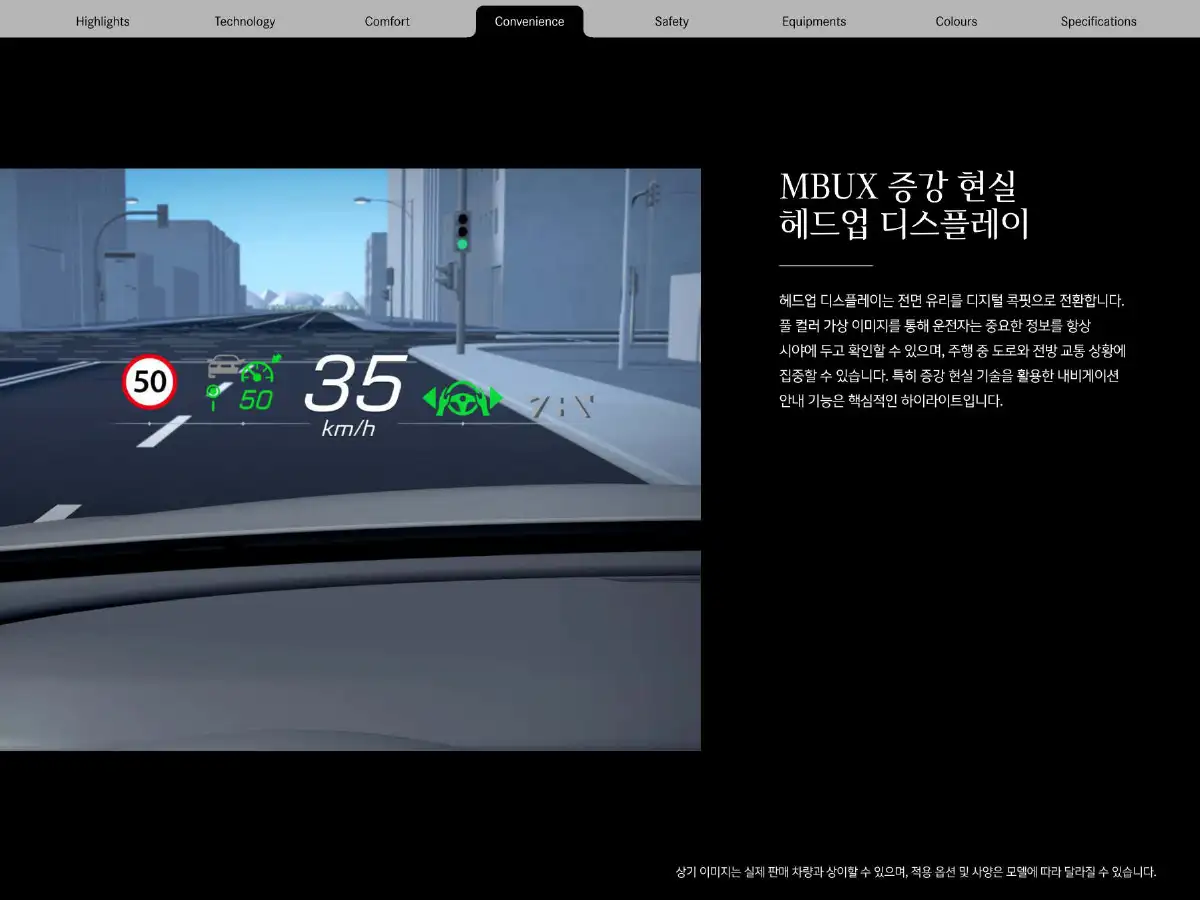 Highlights
Technology
Comfort
Convenience
Safety
Equipments
Colours
Specifications
MBUX 증강 현실
헤드업 디스플레이
헤드업 디스플레이는 전면 유리를 디지털 콕핏으로 전환합니다.
풀 컬러 가상 이미지를 통해 운전자는 중요한 정보를 항상
시야에 두고 확인할 수 있으며, 주행 중 도로와 전방 교통 상황에
집중할 수 있습니다. 특히 증강 현실 기술을 활용한 내비게이션
안내 기능은 핵심적인 하이라이트입니다.
50
50
35
km/h
상기 이미지는 실제 판매 차량과 상이할 수 있으며, 적용 옵션 및 사양은 모델에 따라 달라질 수 있습니다.